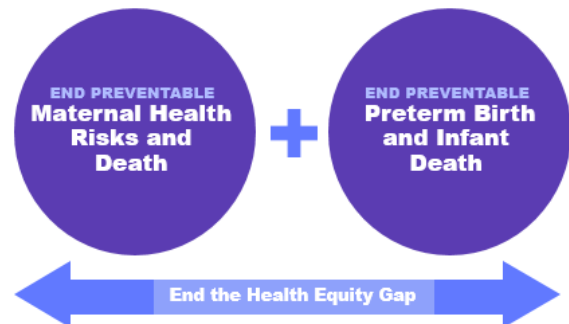 END PREVENTABLE
Maternal Health
Risks and
Death
+
END PREVENTABLE
Preterm Birth
and Infant
Death
End the Health Equity Gap